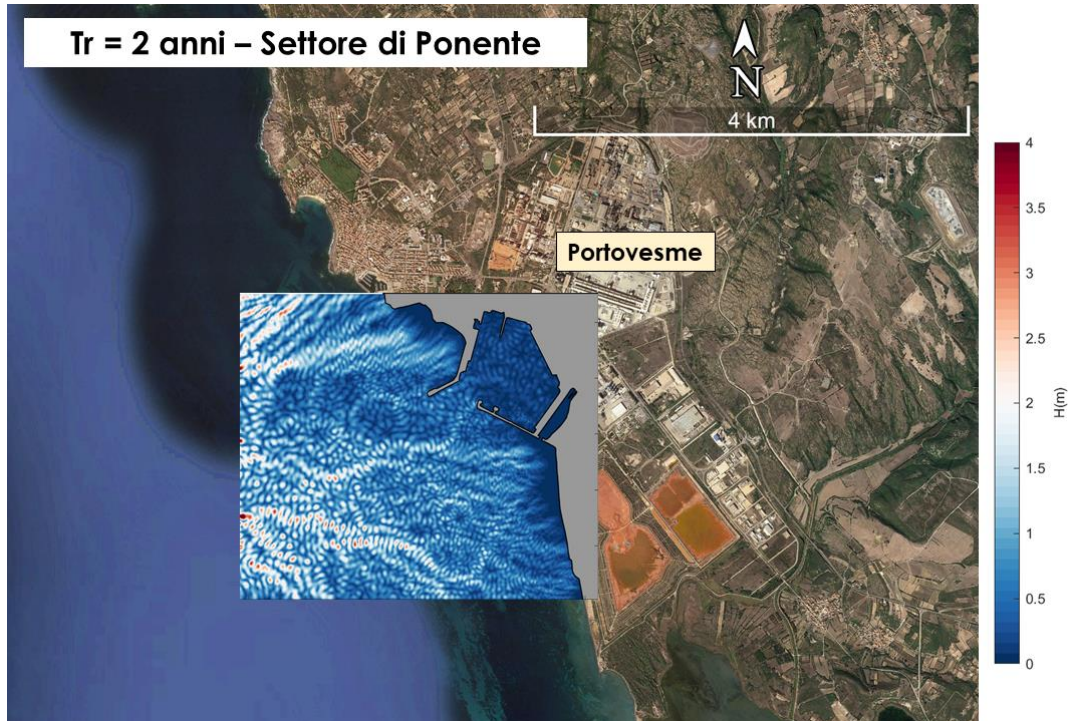 Tr = 2 anni – Settore di Ponente
N
4 km
Portovesme
4
3.5
3
2.5
2
1.5
1
0.5
0
H(m)